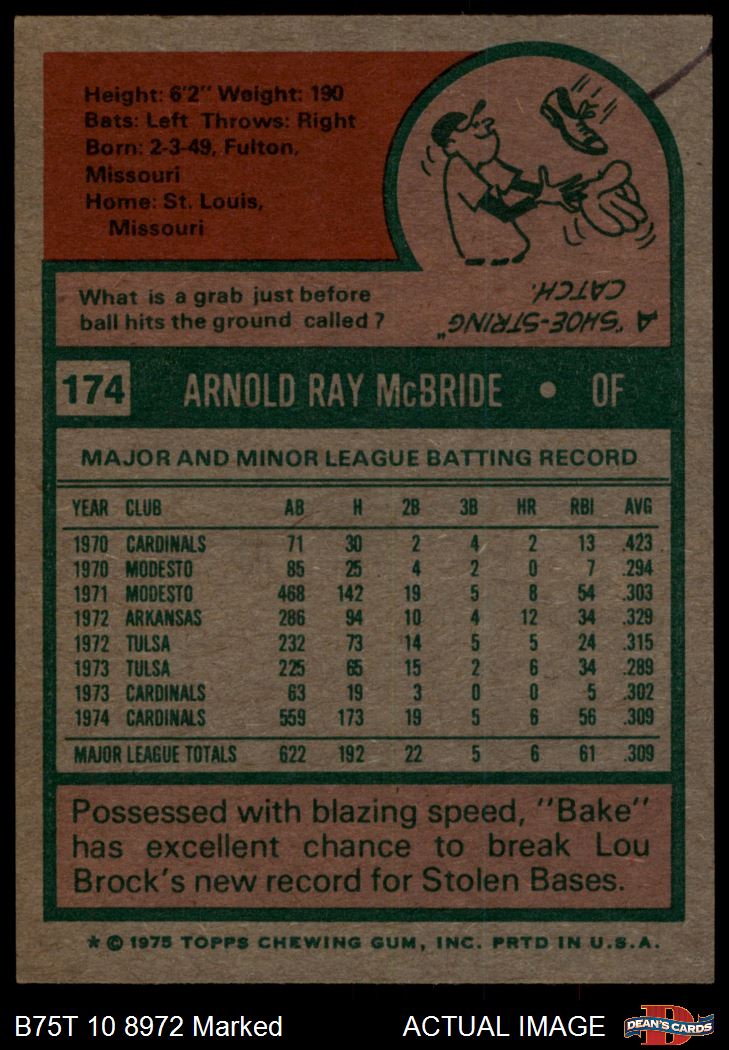 Height: 6'2" Weight: 190
Bats: Left Throws: Right
Born: 2-3-49, Fulton,
Missouri
Home: St. Louis,
Missouri
What is a grab just before
ball hits the ground called?
A "SHOE-STRING"
CATCH.
174 ARNOLD RAY McBRIDE • OF
MAJOR AND MINOR LEAGUE BATTING RECORD
YEAR CLUB AB H 2B 3B HR RBI AVG
1970 CARDINALS 71 30 2 4 2 13 .423
1970 MODESTO 85 25 4 2 0 7 .294
1971 MODESTO 468 142 19 5 8 54 .303
1972 ARKANSAS 286 94 10 4 12 34 .329
1972 TULSA 232 73 14 5 5 24 .315
1973 TULSA 225 65 15 2 6 34 .289
1973 CARDINALS 63 19 3 0 0 5 .302
1974 CARDINALS 559 173 19 5 6 56 .309
MAJOR LEAGUE TOTALS 622 192 22 5 6 61 .309
Possessed with blazing speed, "Bake"
has excellent chance to break Lou
Brock's new record for Stolen Bases.
* © 1975 TOPPS CHEWING GUM, INC. PRTD IN U.S.A.
B75T 10 8972 Marked ACTUAL IMAGE
DEAN'S CARDS